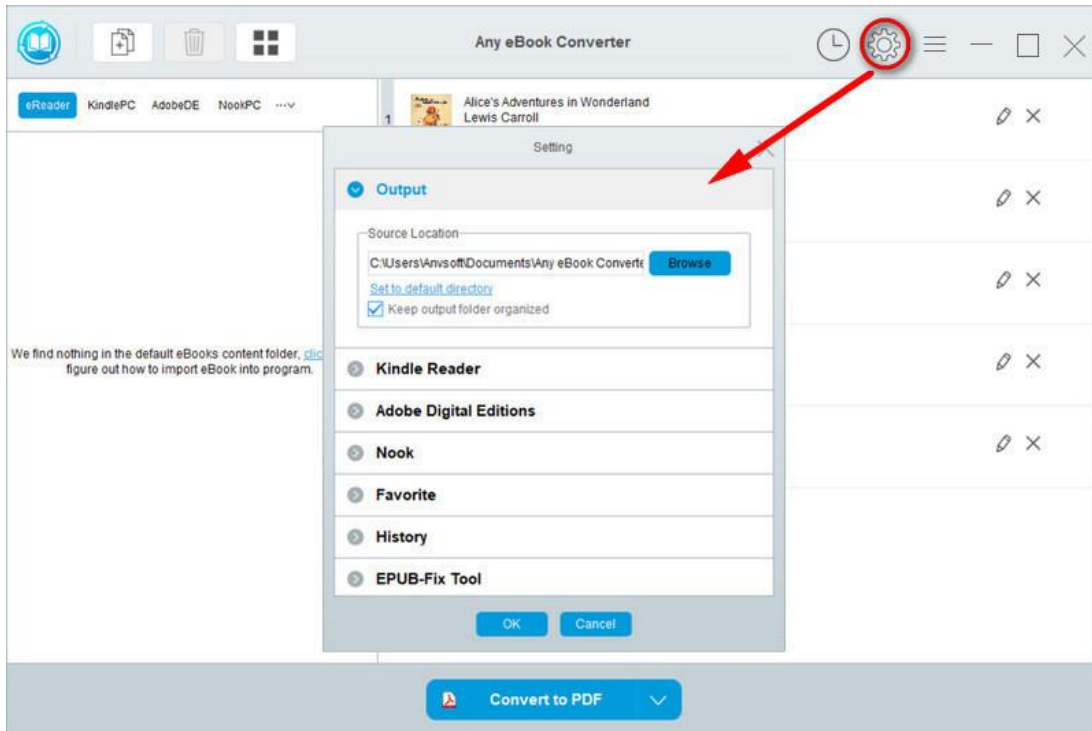 Any eBook Converter
eReader KindlePC AdobeDE NookPC
1
Alice's Adventures in Wonderland
Lewis Carroll
We find nothing in the default eBooks content folder, clic
figure out how to import eBook into program.
Setting
Output
Source Location
C:\Users\Anvsoft\Documents\Any eBook Converte
Browse
Set to default directory
Keep output folder organized
Kindle Reader
Adobe Digital Editions
Nook
Favorite
History
EPUB-Fix Tool
OK Cancel
Convert to PDF